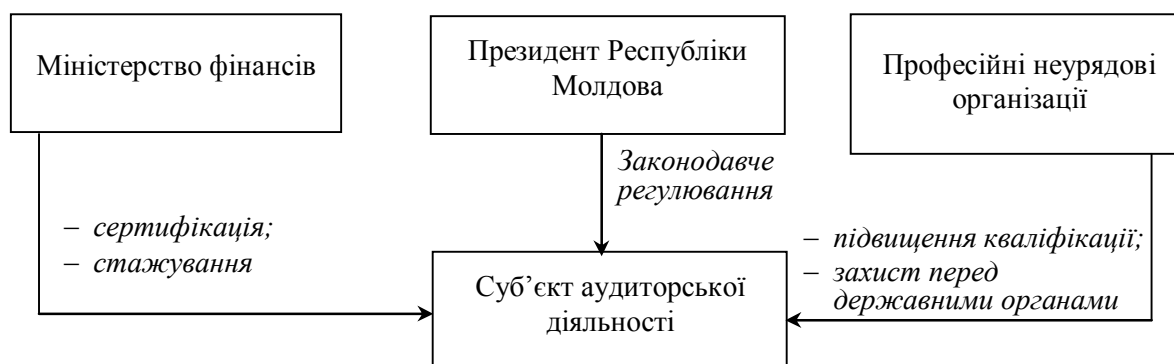 Міністерство фінансів
Президент Республіки
Молдова
Професійні неурядові
організації
Законодавче
регулювання
– сертифікація;
– стажування
– підвищення кваліфікації;
– захист перед
державними органами
Суб’єкт аудиторської
діяльності